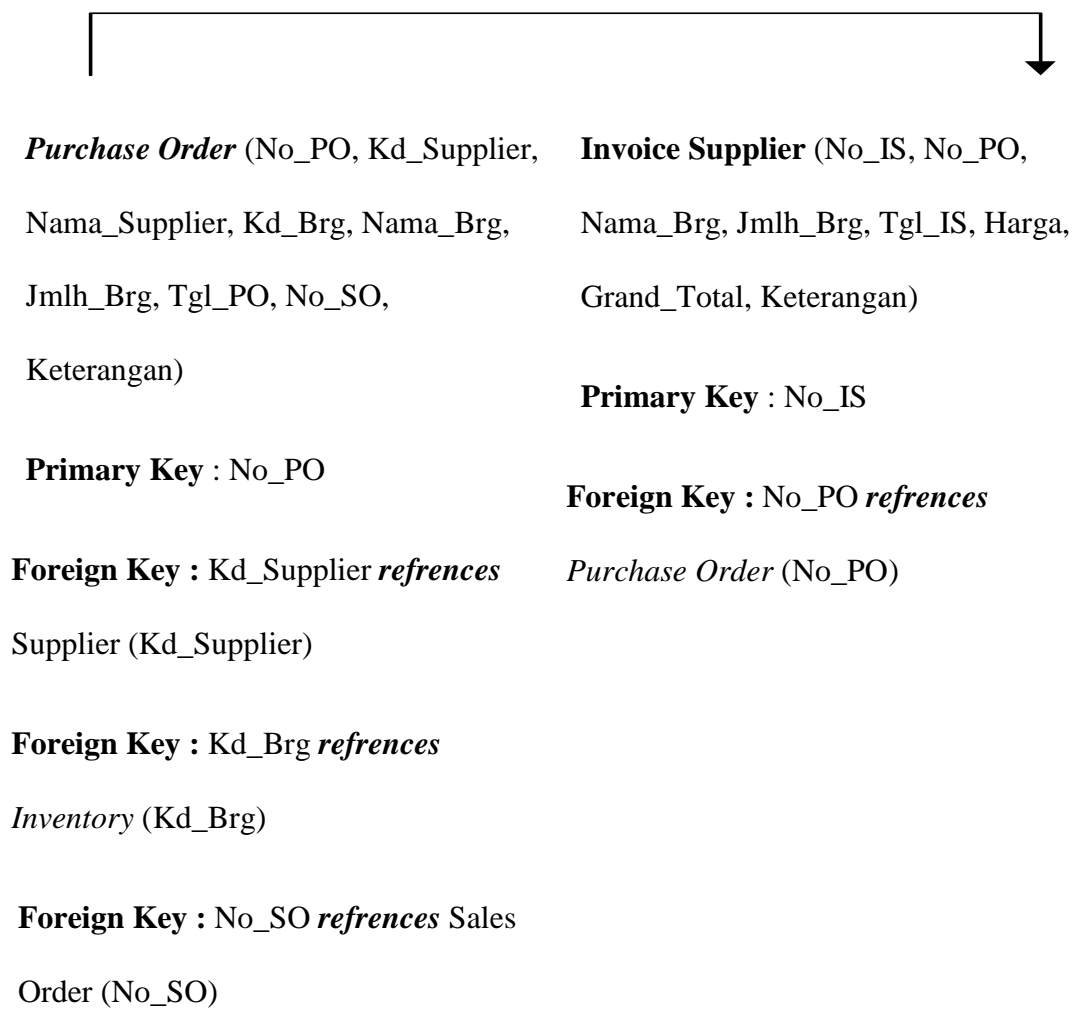 Purchase Order (No_PO, Kd_Supplier,
Nama_Supplier, Kd_Brg, Nama_Brg,
Jmlh_Brg, Tgl_PO, No_SO,
Keterangan)
Primary Key : No_PO
Foreign Key : Kd_Supplier refrences
Supplier (Kd_Supplier)
Foreign Key : Kd_Brg refrences
Inventory (Kd_Brg)
Foreign Key : No_SO refrences Sales
Order (No_SO)
Invoice Supplier (No_IS, No_PO,
Nama_Brg, Jmlh_Brg, Tgl_IS, Harga,
Grand_Total, Keterangan)
Primary Key : No_IS
Foreign Key : No_PO refrences
Purchase Order (No_PO)